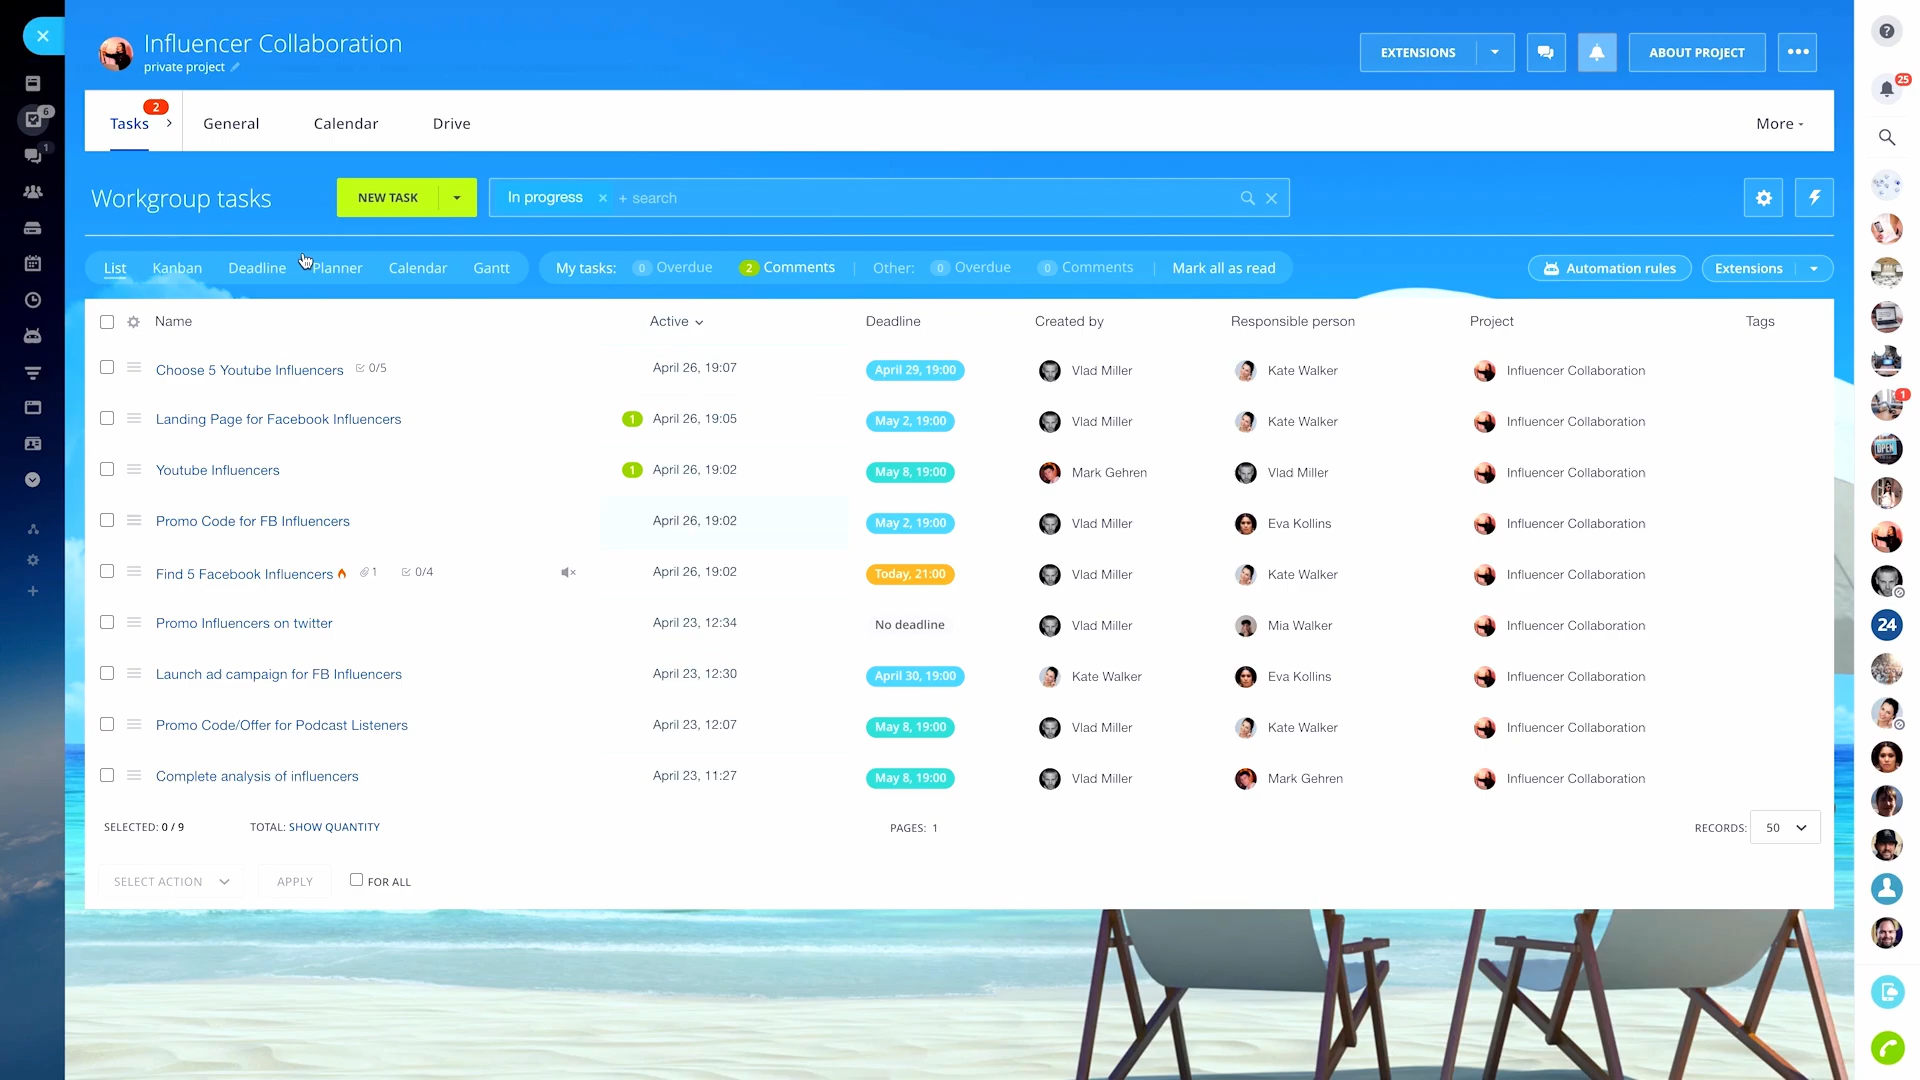 Influencer Collaboration
private project
EXTENSIONS
ABOUT PROJECT
•••
25
6
1
Tasks 2
General
Calendar
Drive
More
Workgroup tasks
NEW TASK
In progress × + search
List
Kanban
Deadline
Planner
Calendar
Gantt
My tasks: 0 Overdue 2 Comments
Other: 0 Overdue 0 Comments
Mark all as read
Automation rules
Extensions
Name Active Deadline Created by Responsible person Project Tags
Choose 5 Youtube Influencers 0/5 April 26, 19:07 April 29, 19:00 Vlad Miller Kate Walker Influencer Collaboration
Landing Page for Facebook Influencers 1 April 26, 19:05 May 2, 19:00 Vlad Miller Kate Walker Influencer Collaboration
Youtube Influencers 1 April 26, 19:02 May 8, 19:00 Mark Gehren Vlad Miller Influencer Collaboration
Promo Code for FB Influencers April 26, 19:02 May 2, 19:00 Vlad Miller Eva Kollins Influencer Collaboration
Find 5 Facebook Influencers 1 0/4 April 26, 19:02 Today, 21:00 Vlad Miller Kate Walker Influencer Collaboration
Promo Influencers on twitter April 23, 12:34 No deadline Vlad Miller Mia Walker Influencer Collaboration
Launch ad campaign for FB Influencers April 23, 12:30 April 30, 19:00 Kate Walker Eva Kollins Influencer Collaboration
Promo Code/Offer for Podcast Listeners April 23, 12:07 May 8, 19:00 Vlad Miller Kate Walker Influencer Collaboration
Complete analysis of influencers April 23, 11:27 May 8, 19:00 Vlad Miller Mark Gehren Influencer Collaboration
SELECTED: 0 / 9 TOTAL: SHOW QUANTITY PAGES: 1 RECORDS: 50
SELECT ACTION APPLY FOR ALL
1
OPEN
24